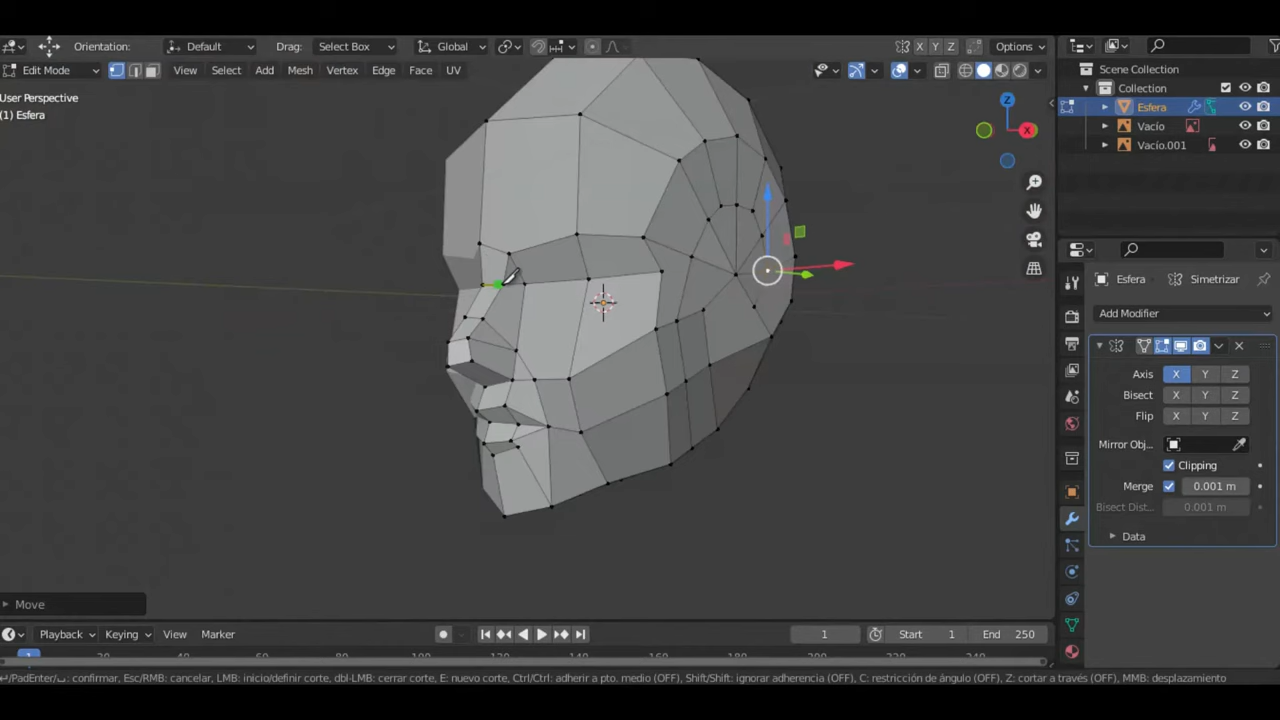 Orientation: Default Drag: Select Box Global X Y Z Options
Edit Mode View Select Add Mesh Vertex Edge Face UV
User Perspective
(1) Esfera
Z
X
Move
Scene Collection
Collection
Esfera
Vacío
Vacío.001
Esfera Simetrizar
Add Modifier
Axis X Y Z
Bisect X Y Z
Flip X Y Z
Mirror Obj...
Clipping
Merge 0.001 m
Bisect Dist... 0.001 m
Data
Playback Keying View Marker 1 Start 1 End 250
↵/PadEnter/␣: confirmar, Esc/RMB: cancelar, LMB: inicio/definir corte, dbl-LMB: cerrar corte, E: nuevo corte, Ctrl/Ctrl: adherir a pto. medio (OFF), Shift/Shift: ignorar adherencia (OFF), C: restricción de ángulo (OFF), Z: cortar a través (OFF), MMB: desplazamiento